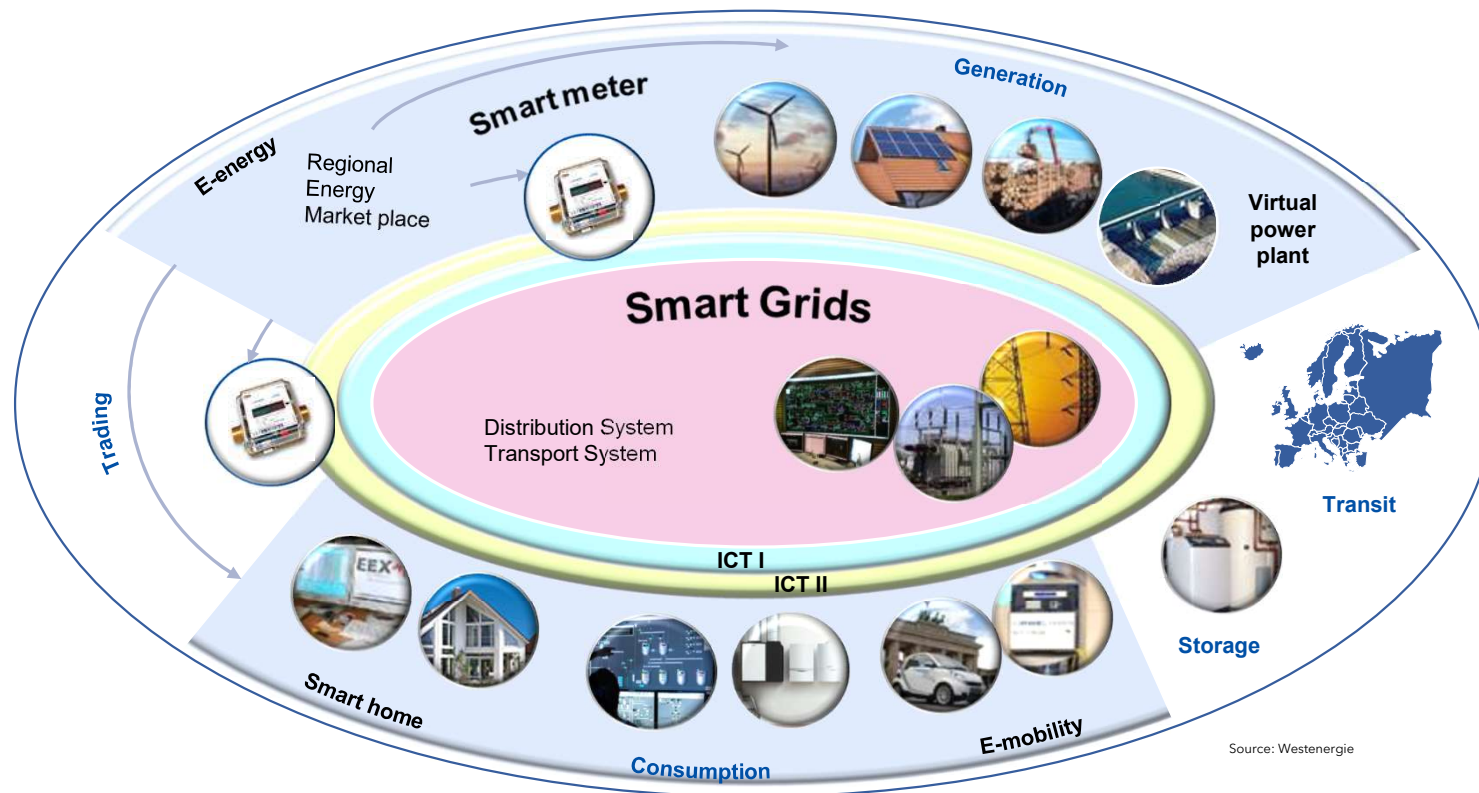 Generation
Smart meter
E-energy
Regional
Energy
Market place
Virtual
power
plant
Smart Grids
Trading
Distribution System
Transport System
Transit
ICT I
ICT II
EEX
Storage
Smart home
E-mobility
Consumption
Source: Westenergie